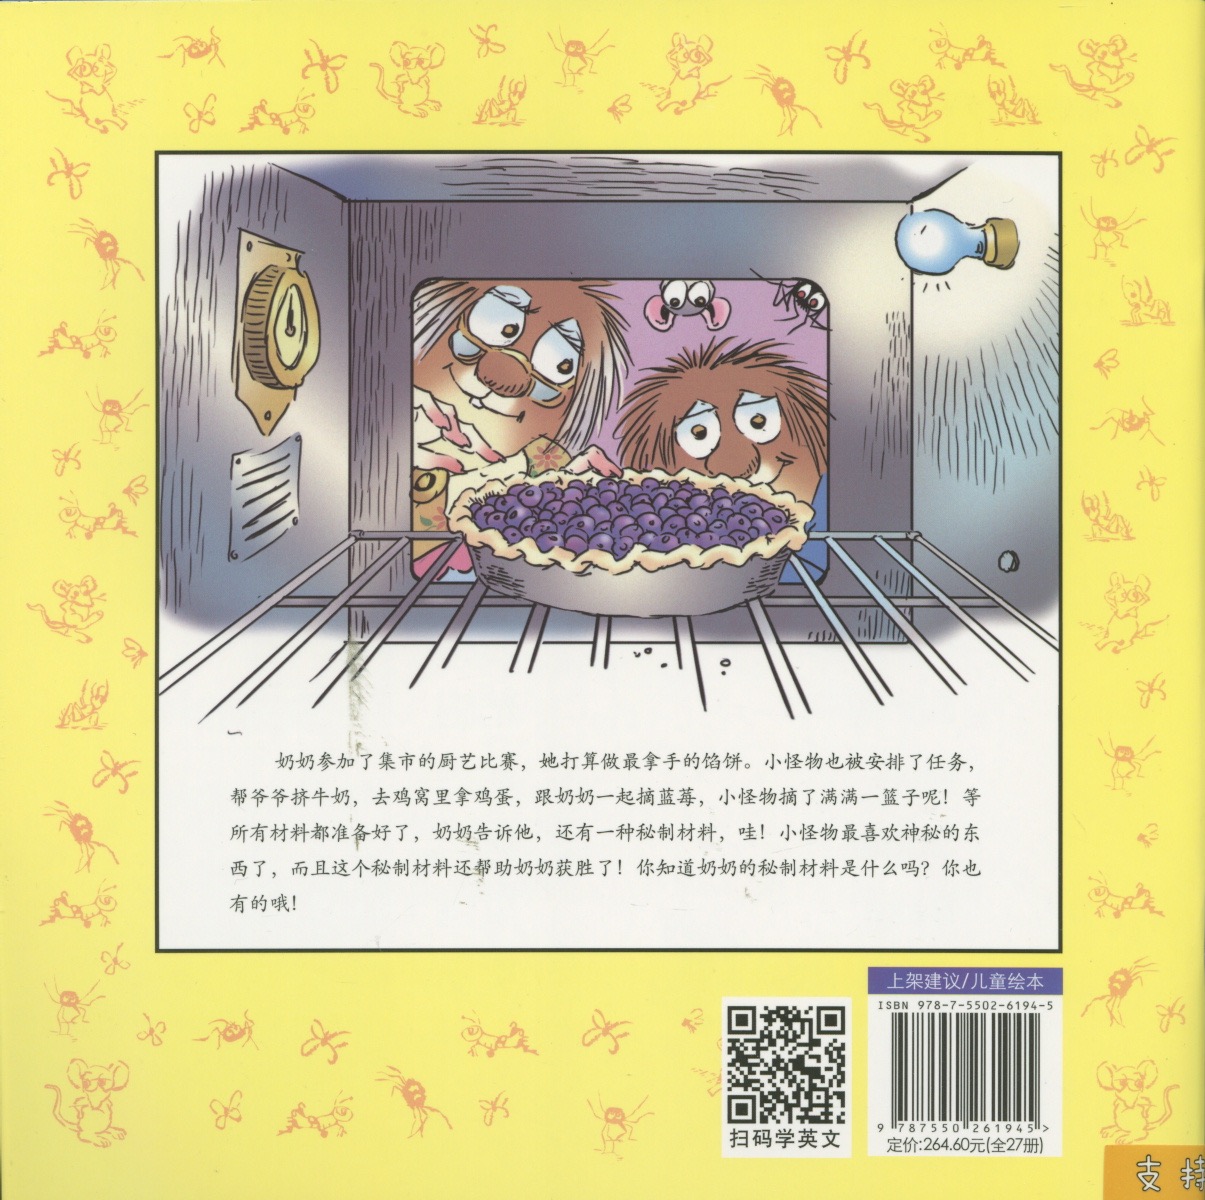 奶奶参加了集市的厨艺比赛，她打算做最拿手的馅饼。小怪物也被安排了任务，
帮爷爷挤牛奶，去鸡窝里拿鸡蛋，跟奶奶一起摘蓝莓，小怪物摘了满满一篮子呢！等
所有材料都准备好了，奶奶告诉他，还有一种秘制材料，哇！小怪物最喜欢神秘的东
西了，而且这个秘制材料还帮助奶奶获胜了！你知道奶奶的秘制材料是什么吗？你也
有的哦！
上架建议/儿童绘本
ISBN 978-7-5502-6194-5
9 787550 261945 >
定价:264.60元(全27册)
扫码学英文
支持